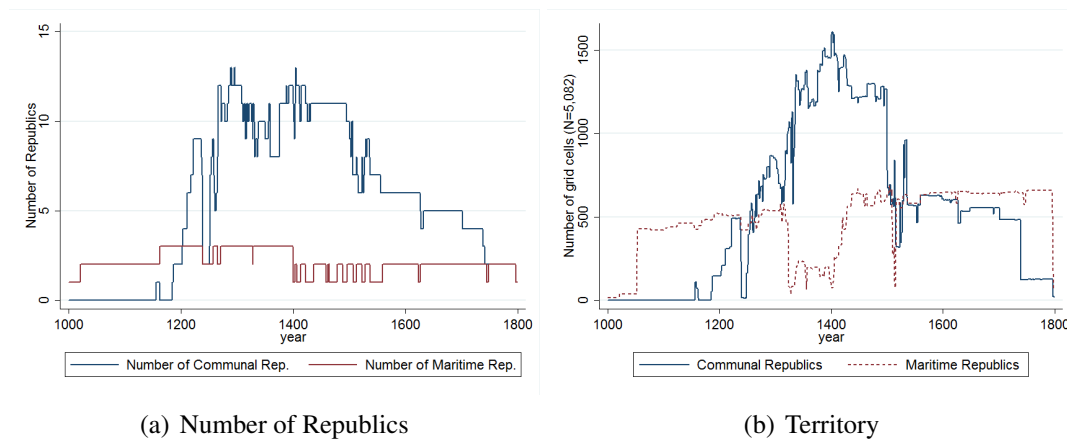 Number of Republics
15
10
5
0
1000 1200 1400 1600 1800
year
Number of Communal Rep. Number of Maritime Rep.
(a) Number of Republics
Number of grid cells (N=5,082)
1500
1000
500
0
1000 1200 1400 1600 1800
year
Communal Republics Maritime Republics
(b) Territory